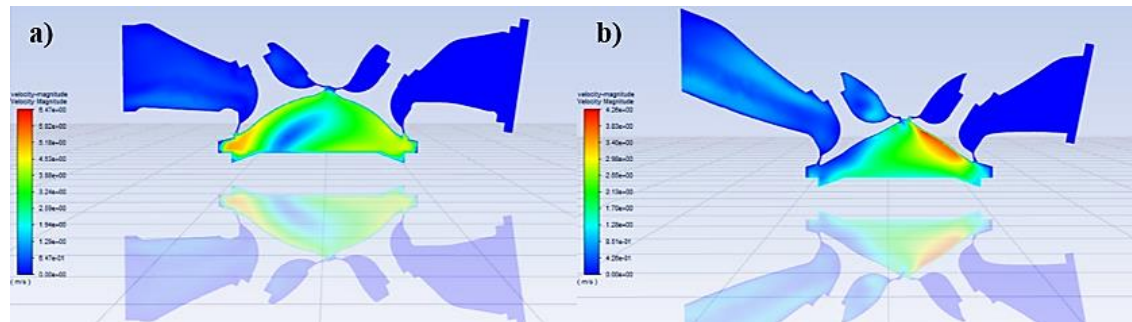 a)
velocity-magnitude
Velocity Magnitude
6.47e+00
5.82e+00
5.18e+00
4.53e+00
3.88e+00
3.24e+00
2.59e+00
1.94e+00
1.29e+00
6.47e-01
0.00e+00
( m/s )
b)
velocity-magnitude
Velocity Magnitude
4.26e+00
3.83e+00
3.40e+00
2.98e+00
2.55e+00
2.13e+00
1.70e+00
1.28e+00
8.51e-01
4.26e-01
0.00e+00
( m/s )